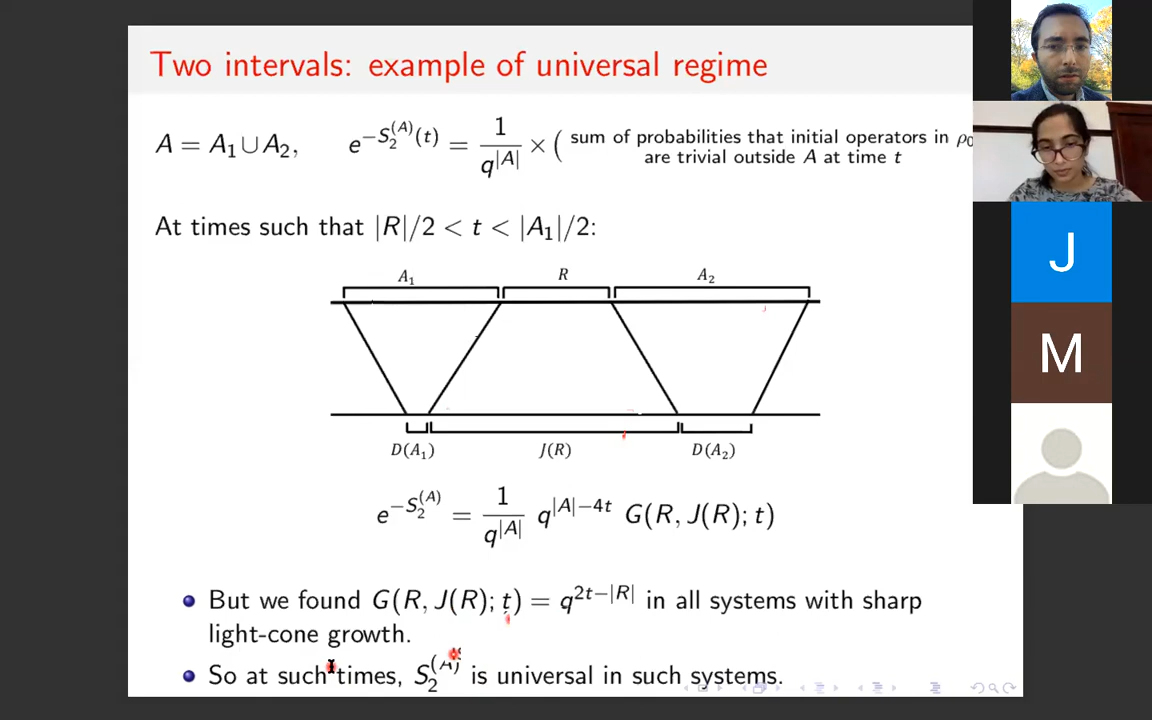 Two intervals: example of universal regime
A = A₁ ∪ A₂, e^{-S₂^{(A)}(t)} = 1/q^{|A|} × ( sum of probabilities that initial operators in ρ₀
are trivial outside A at time t
At times such that |R|/2 < t < |A₁|/2:
A₁ R A₂
D(A₁) J(R) D(A₂)
e^{-S₂^{(A)}} = 1/q^{|A|} q^{|A|-4t} G(R, J(R); t)
But we found G(R, J(R); t) = q^{2t-|R|} in all systems with sharp
light-cone growth.
So at such times, S₂^{(A)} is universal in such systems.
J
M